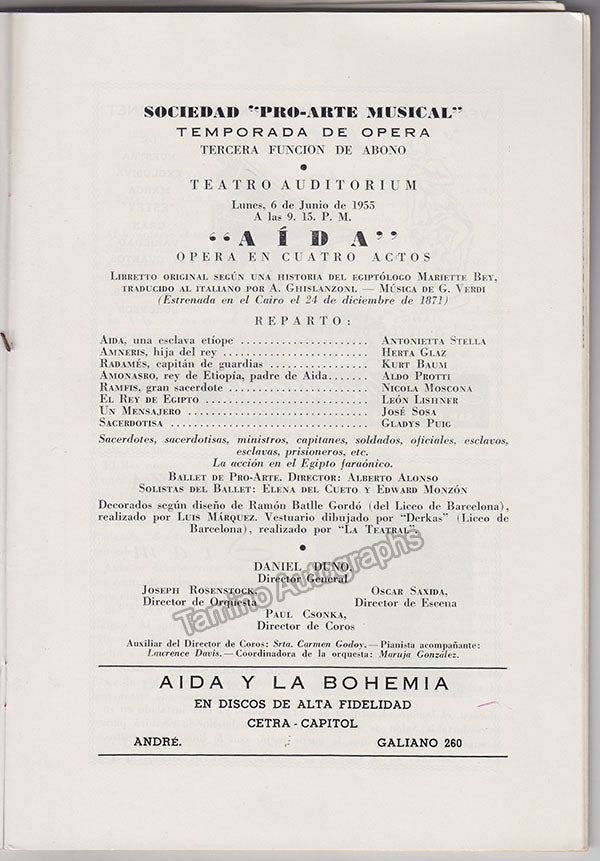 SOCIEDAD "PRO-ARTE MUSICAL"
TEMPORADA DE OPERA
TERCERA FUNCION DE ABONO
TEATRO AUDITORIUM
Lunes, 6 de Junio de 1955
A las 9. 15. P. M.
"AÍDA"
OPERA EN CUATRO ACTOS
LIBRETTO ORIGINAL SEGÚN UNA HISTORIA DEL EGIPTÓLOGO MARIETTE BEY,
TRADUCIDO AL ITALIANO POR A. GHISLANZONI. — MÚSICA DE G. VERDI
(Estrenada en el Cairo el 24 de diciembre de 1871)
REPARTO:
AIDA, una esclava etíope ...................... ANTONIETTA STELLA
AMNERIS, hija del rey ........................ HERTA GLAZ
RADAMÉS, capitán de guardias ............... KURT BAUM
AMONASRO, rey de Etiopía, padre de Aida...... ALDO PROTTI
RAMFIS, gran sacerdote ....................... NICOLA MOSCONA
EL REY DE EGIPTO ............................ LEÓN LISHNER
UN MENSAJERO ............................... JOSÉ SOSA
SACERDOTISA ................................. GLADYS PUIG
Sacerdotes, sacerdotisas, ministros, capitanes, soldados, oficiales, esclavos,
esclavas, prisioneros, etc.
La acción en el Egipto faraónico.
BALLET DE PRO-ARTE. DIRECTOR: ALBERTO ALONSO
SOLISTAS DEL BALLET: ELENA DEL CUETO Y EDWARD MONZÓN
Decorados según diseño de Ramón Batlle Gordó (del Liceo de Barcelona),
realizado por LUIS MÁRQUEZ. Vestuario dibujado por "Derkas" (Liceo de
Barcelona), realizado por "LA TEATRAL".
DANIEL DUNO,
Director General
JOSEPH ROSENSTOCK, OSCAR SAXIDA,
Director de Orquesta Director de Escena
PAUL CSONKA,
Director de Coros
Auxiliar del Director de Coros: Srta. Carmen Godoy. — Pianista acompañante:
Laurence Davis. — Coordinadora de la orquesta: Maruja González.
AIDA Y LA BOHEMIA
EN DISCOS DE ALTA FIDELIDAD
CETRA - CAPITOL
ANDRÉ. GALIANO 260
Tamino Autographs